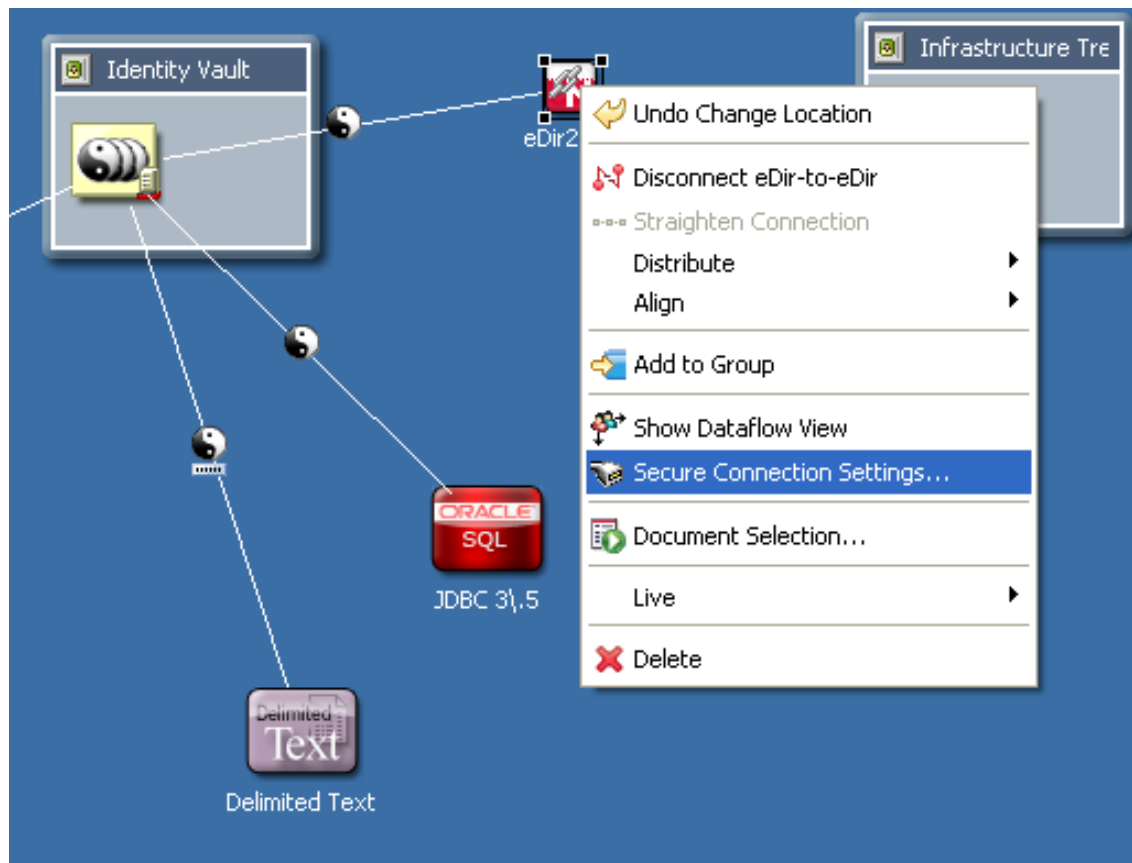 Identity Vault
Infrastructure Tre
eDir2
Undo Change Location
Disconnect eDir-to-eDir
Straighten Connection
Distribute
Align
Add to Group
Show Dataflow View
Secure Connection Settings...
Document Selection...
Live
Delete
ORACLE
SQL
JDBC 3\.5
Delimited
Text
Delimited Text